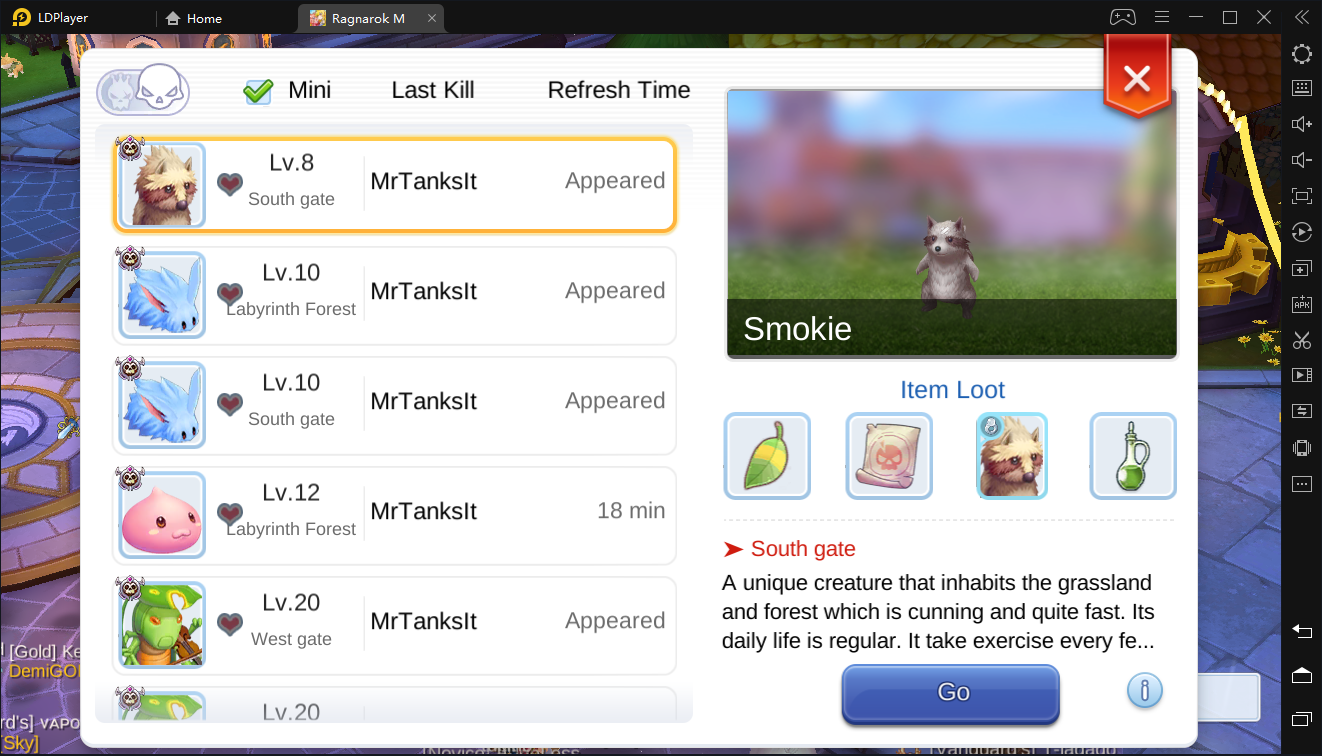 LDPlayer
Home
Ragnarok M
Mini
Last Kill
Refresh Time
Lv.8
South gate
MrTanksIt
Appeared
Lv.10
Labyrinth Forest
MrTanksIt
Appeared
Lv.10
South gate
MrTanksIt
Appeared
Lv.12
Labyrinth Forest
MrTanksIt
18 min
Lv.20
West gate
MrTanksIt
Appeared
Lv.20
Smokie
Item Loot
South gate
A unique creature that inhabits the grassland
and forest which is cunning and quite fast. Its
daily life is regular. It take exercise every fe...
Go
APK
[Gold] Ke
DemiGO
rd's] VAPO
Sky]